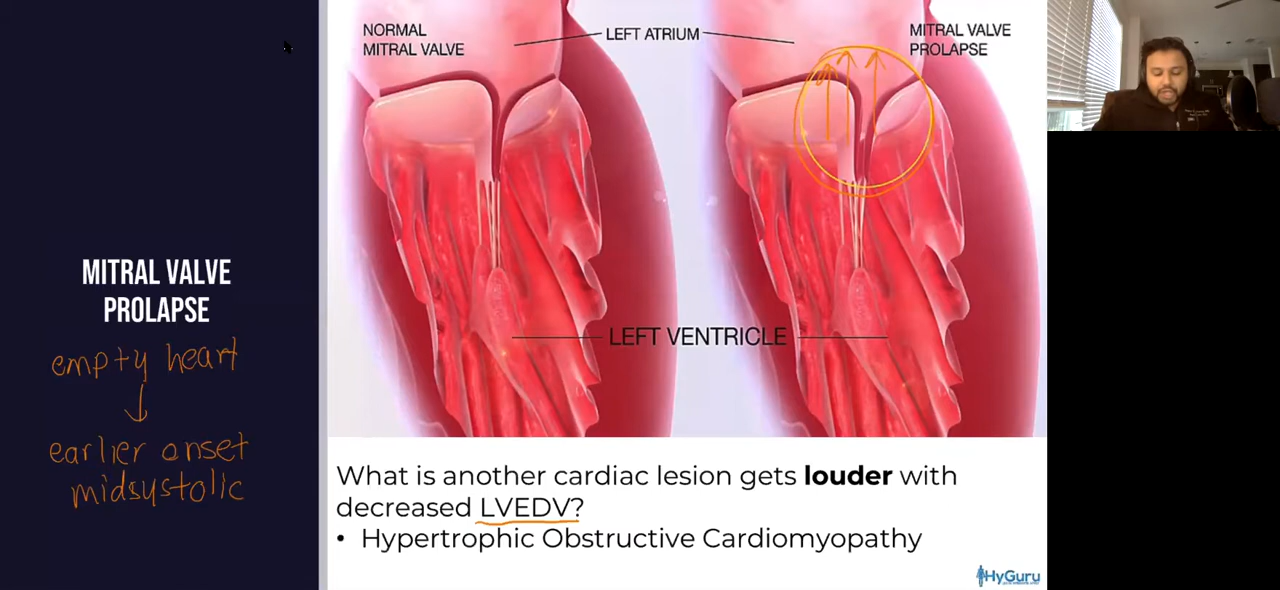 NORMAL
MITRAL VALVE
LEFT ATRIUM
MITRAL VALVE
PROLAPSE
LEFT VENTRICLE
MITRAL VALVE
PROLAPSE
empty heart
earlier onset
midsystolic
What is another cardiac lesion gets louder with
decreased LVEDV?
• Hypertrophic Obstructive Cardiomyopathy
HyGuru